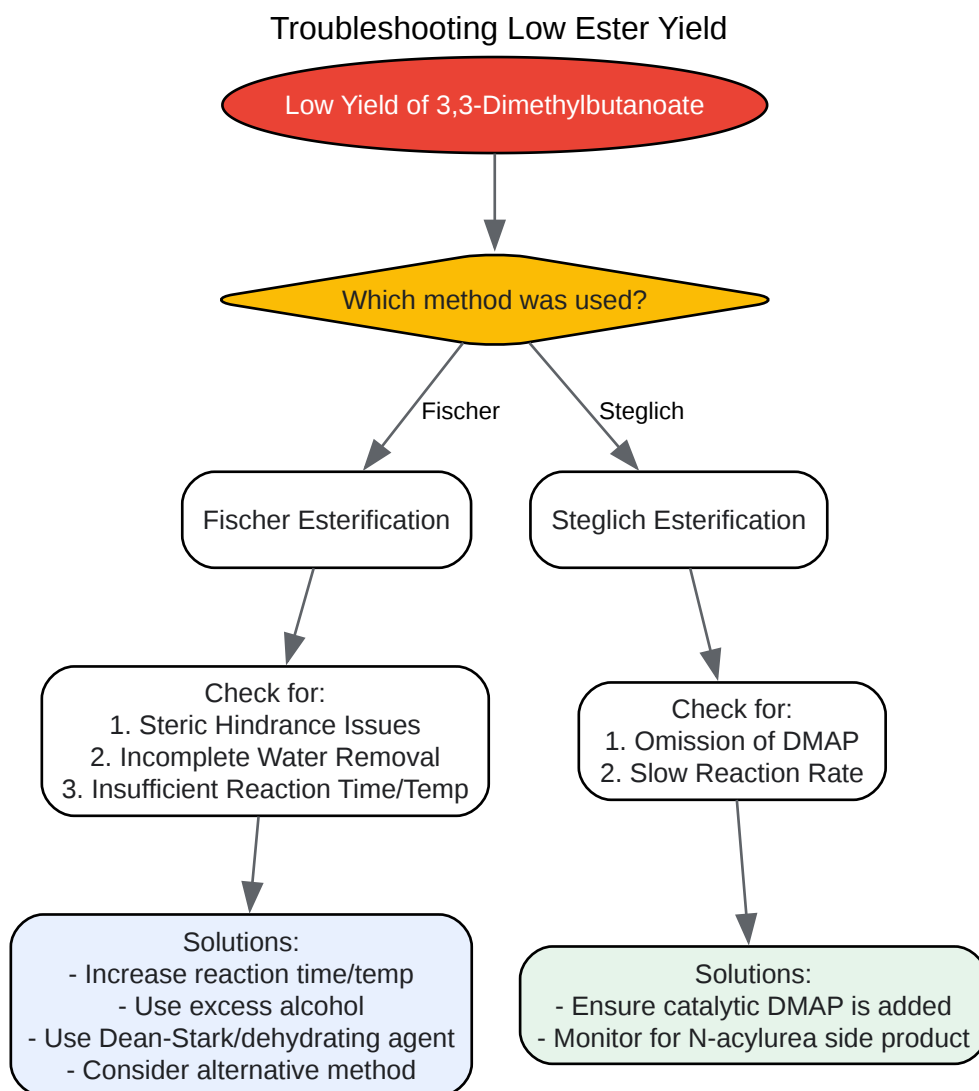 Troubleshooting Low Ester Yield
Low Yield of 3,3-Dimethylbutanoate
Which method was used?
Fischer
Steglich
Fischer Esterification
Steglich Esterification
Check for:
1. Steric Hindrance Issues
2. Incomplete Water Removal
3. Insufficient Reaction Time/Temp
Check for:
1. Omission of DMAP
2. Slow Reaction Rate
Solutions:
- Increase reaction time/temp
- Use excess alcohol
- Use Dean-Stark/dehydrating agent
- Consider alternative method
Solutions:
- Ensure catalytic DMAP is added
- Monitor for N-acylurea side product